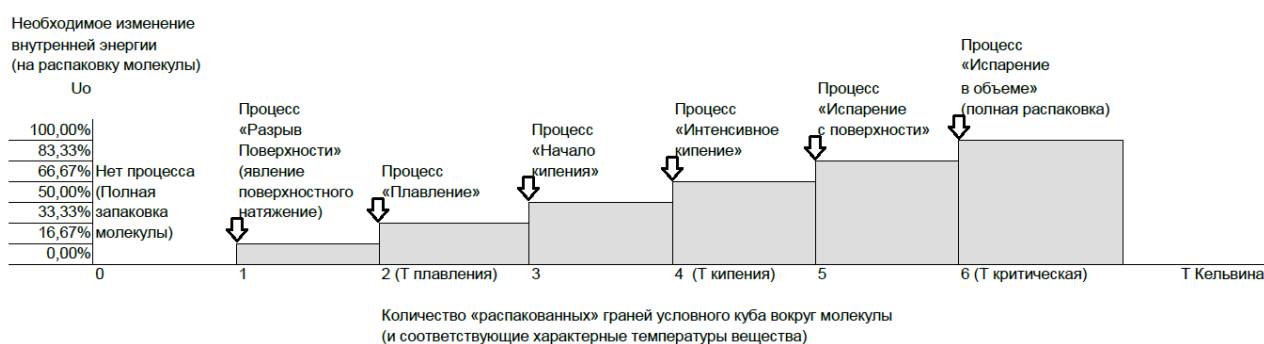 Необходимое изменение
внутренней энергии
(на распаковку молекулы)
Uo
100,00%
83,33%
66,67%
50,00%
33,33%
16,67%
0,00%
Нет процесса
(Полная
запаковка
молекулы)
Процесс
«Разрыв
Поверхности»
(явление
поверхностного
натяжение)
Процесс
«Плавление»
Процесс
«Начало
кипения»
Процесс
«Интенсивное
кипение»
Процесс
«Испарение
с поверхности»
Процесс
«Испарение
в объеме»
(полная распаковка)
0
1
2 (Т плавления)
3
4 (Т кипения)
5
6 (Т критическая)
Т Кельвина
Количество «распакованных» граней условного куба вокруг молекулы
(и соответствующие характерные температуры вещества)